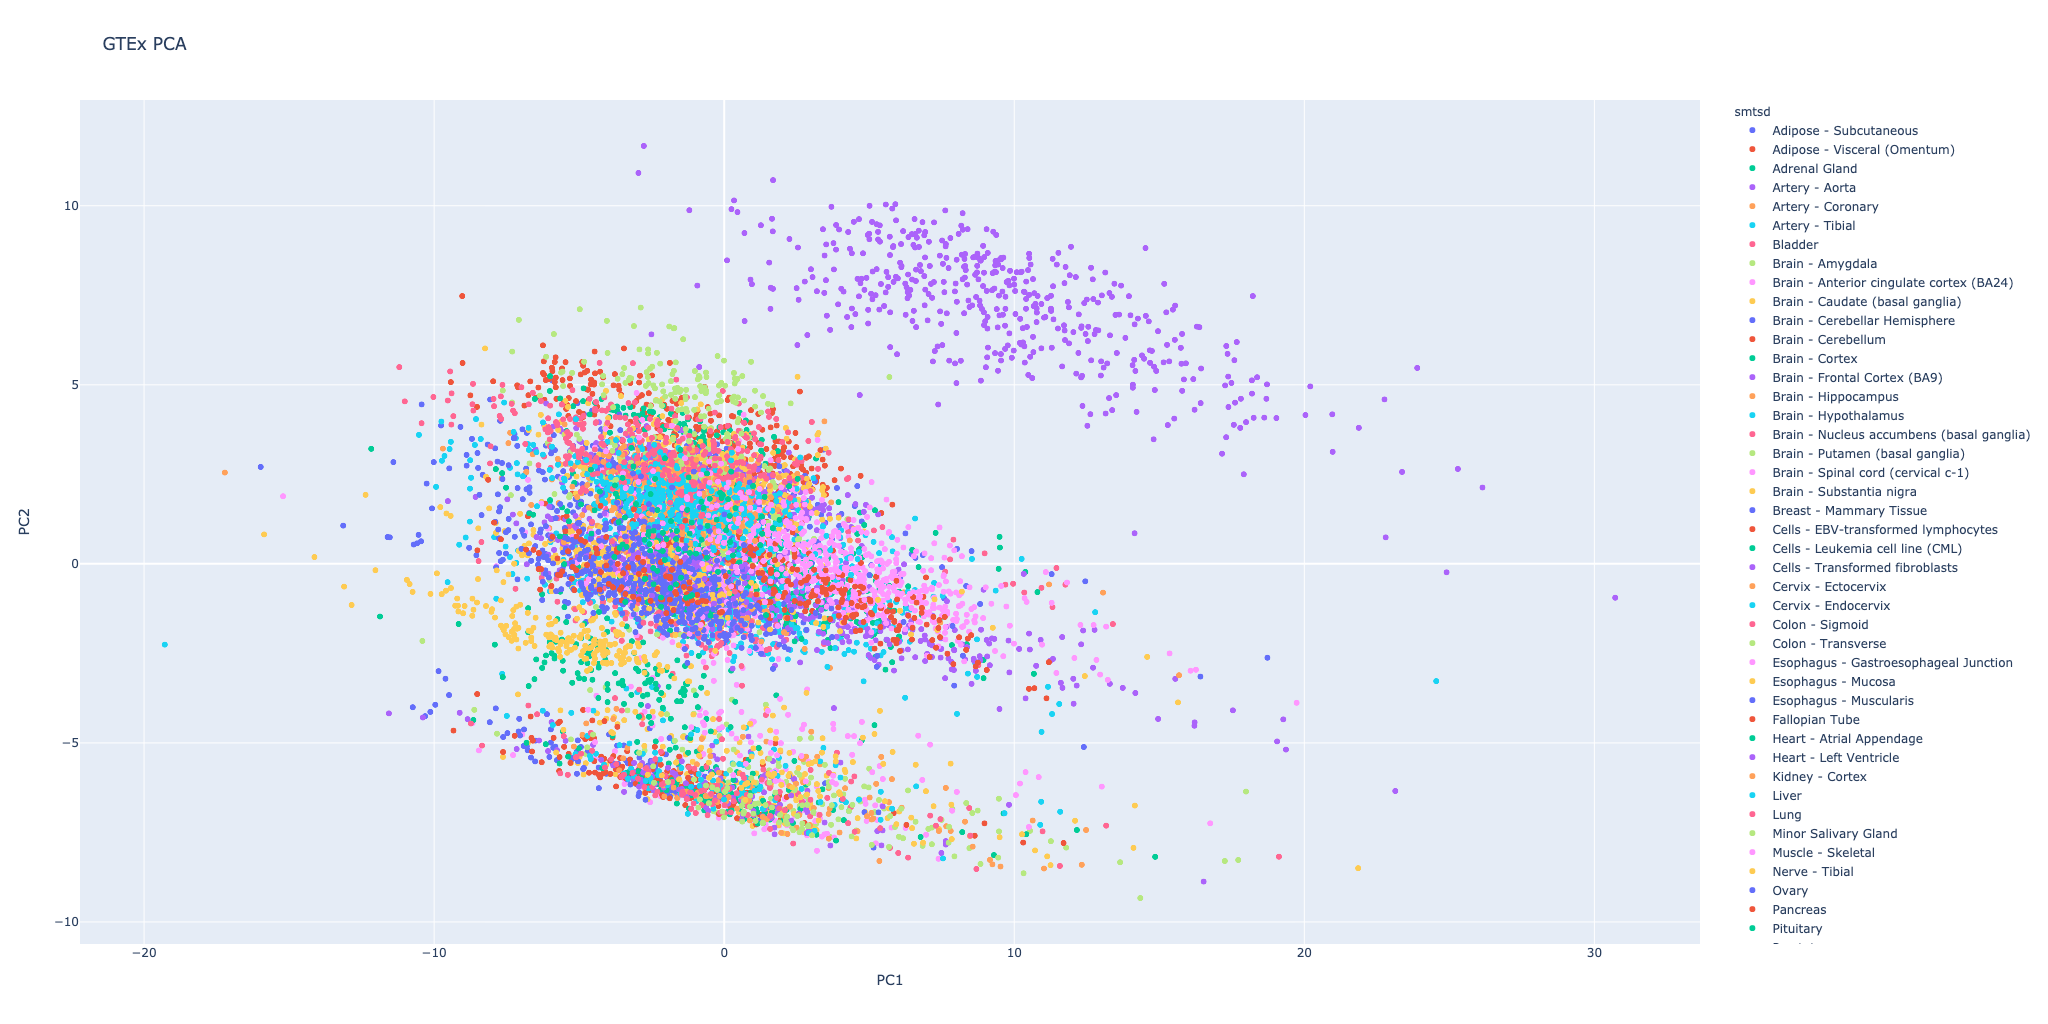 GTEx PCA
smtsd
Adipose - Subcutaneous
Adipose - Visceral (Omentum)
Adrenal Gland
Artery - Aorta
Artery - Coronary
Artery - Tibial
Bladder
Brain - Amygdala
Brain - Anterior cingulate cortex (BA24)
Brain - Caudate (basal ganglia)
Brain - Cerebellar Hemisphere
Brain - Cerebellum
Brain - Cortex
Brain - Frontal Cortex (BA9)
Brain - Hippocampus
Brain - Hypothalamus
Brain - Nucleus accumbens (basal ganglia)
Brain - Putamen (basal ganglia)
Brain - Spinal cord (cervical c-1)
Brain - Substantia nigra
Breast - Mammary Tissue
Cells - EBV-transformed lymphocytes
Cells - Leukemia cell line (CML)
Cells - Transformed fibroblasts
Cervix - Ectocervix
Cervix - Endocervix
Colon - Sigmoid
Colon - Transverse
Esophagus - Gastroesophageal Junction
Esophagus - Mucosa
Esophagus - Muscularis
Fallopian Tube
Heart - Atrial Appendage
Heart - Left Ventricle
Kidney - Cortex
Liver
Lung
Minor Salivary Gland
Muscle - Skeletal
Nerve - Tibial
Ovary
Pancreas
Pituitary
10
5
0
−5
−10
PC2
−20
−10
0
10
20
30
PC1